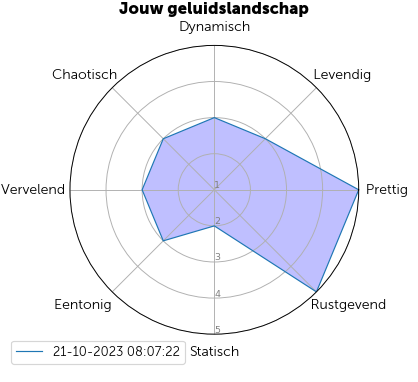 Jouw geluidslandschap
Dynamisch
Chaotisch
Levendig
Vervelend
1
Prettig
2
3
4
5
Eentonig
Rustgevend
21-10-2023 08:07:22
Statisch